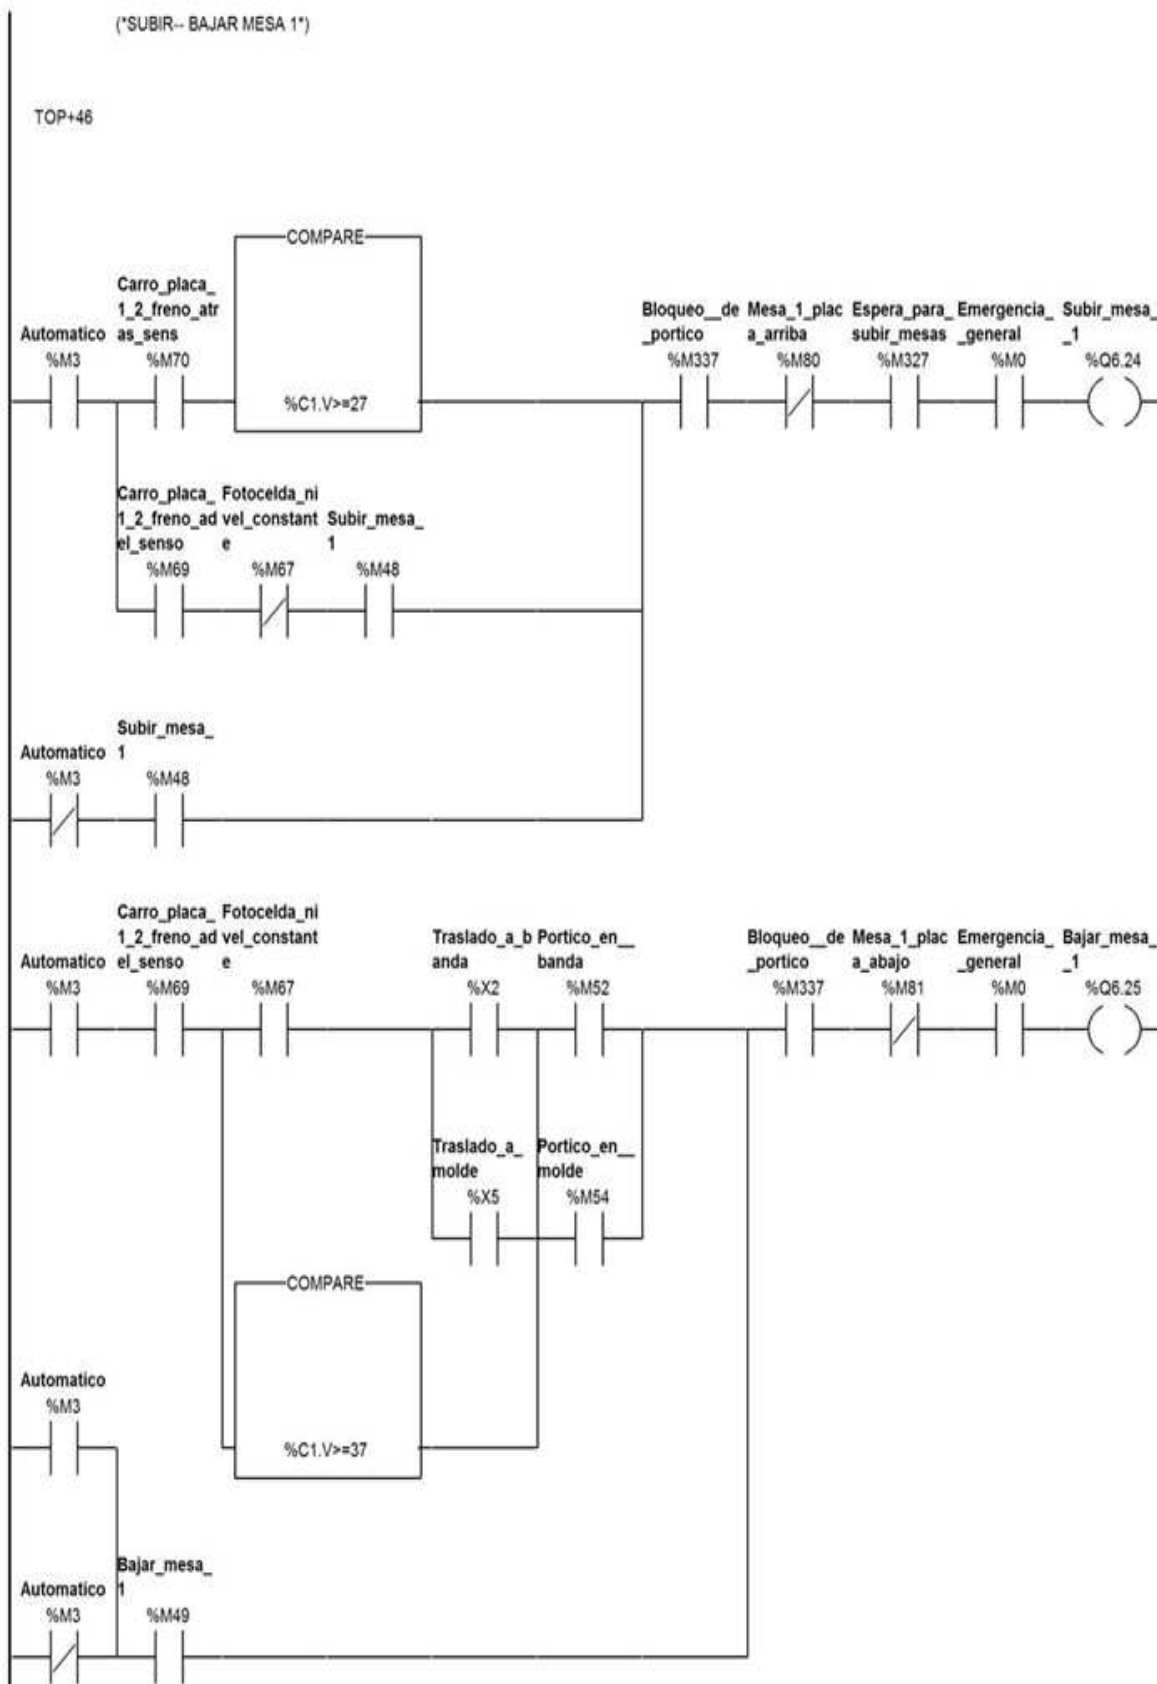 (*SUBIR-- BAJAR MESA 1*)
TOP+46
COMPARE
Carro_placa_
1_2_freno_atr
Automatico as_sens
%M3 %M70
%C1.V>=27
Bloqueo__de Mesa_1_plac Espera_para_ Emergencia_ Subir_mesa_
_portico a_arriba subir_mesas _general _1
%M337 %M80 %M327 %M0 %Q6.24
Carro_placa_ Fotocelda_ni
1_2_freno_ad vel_constant Subir_mesa_
el_senso e 1
%M69 %M67 %M48
Subir_mesa_
Automatico 1
%M3 %M48
Carro_placa_ Fotocelda_ni
1_2_freno_ad vel_constant Traslado_a_b Portico_en__ Bloqueo__de Mesa_1_plac Emergencia_ Bajar_mesa_
Automatico el_senso e anda banda _portico a_abajo _general _1
%M3 %M69 %M67 %X2 %M52 %M337 %M81 %M0 %Q6.25
Traslado_a_ Portico_en__
molde molde
%X5 %M54
COMPARE
Automatico
%M3
%C1.V>=37
Bajar_mesa_
Automatico 1
%M3 %M49